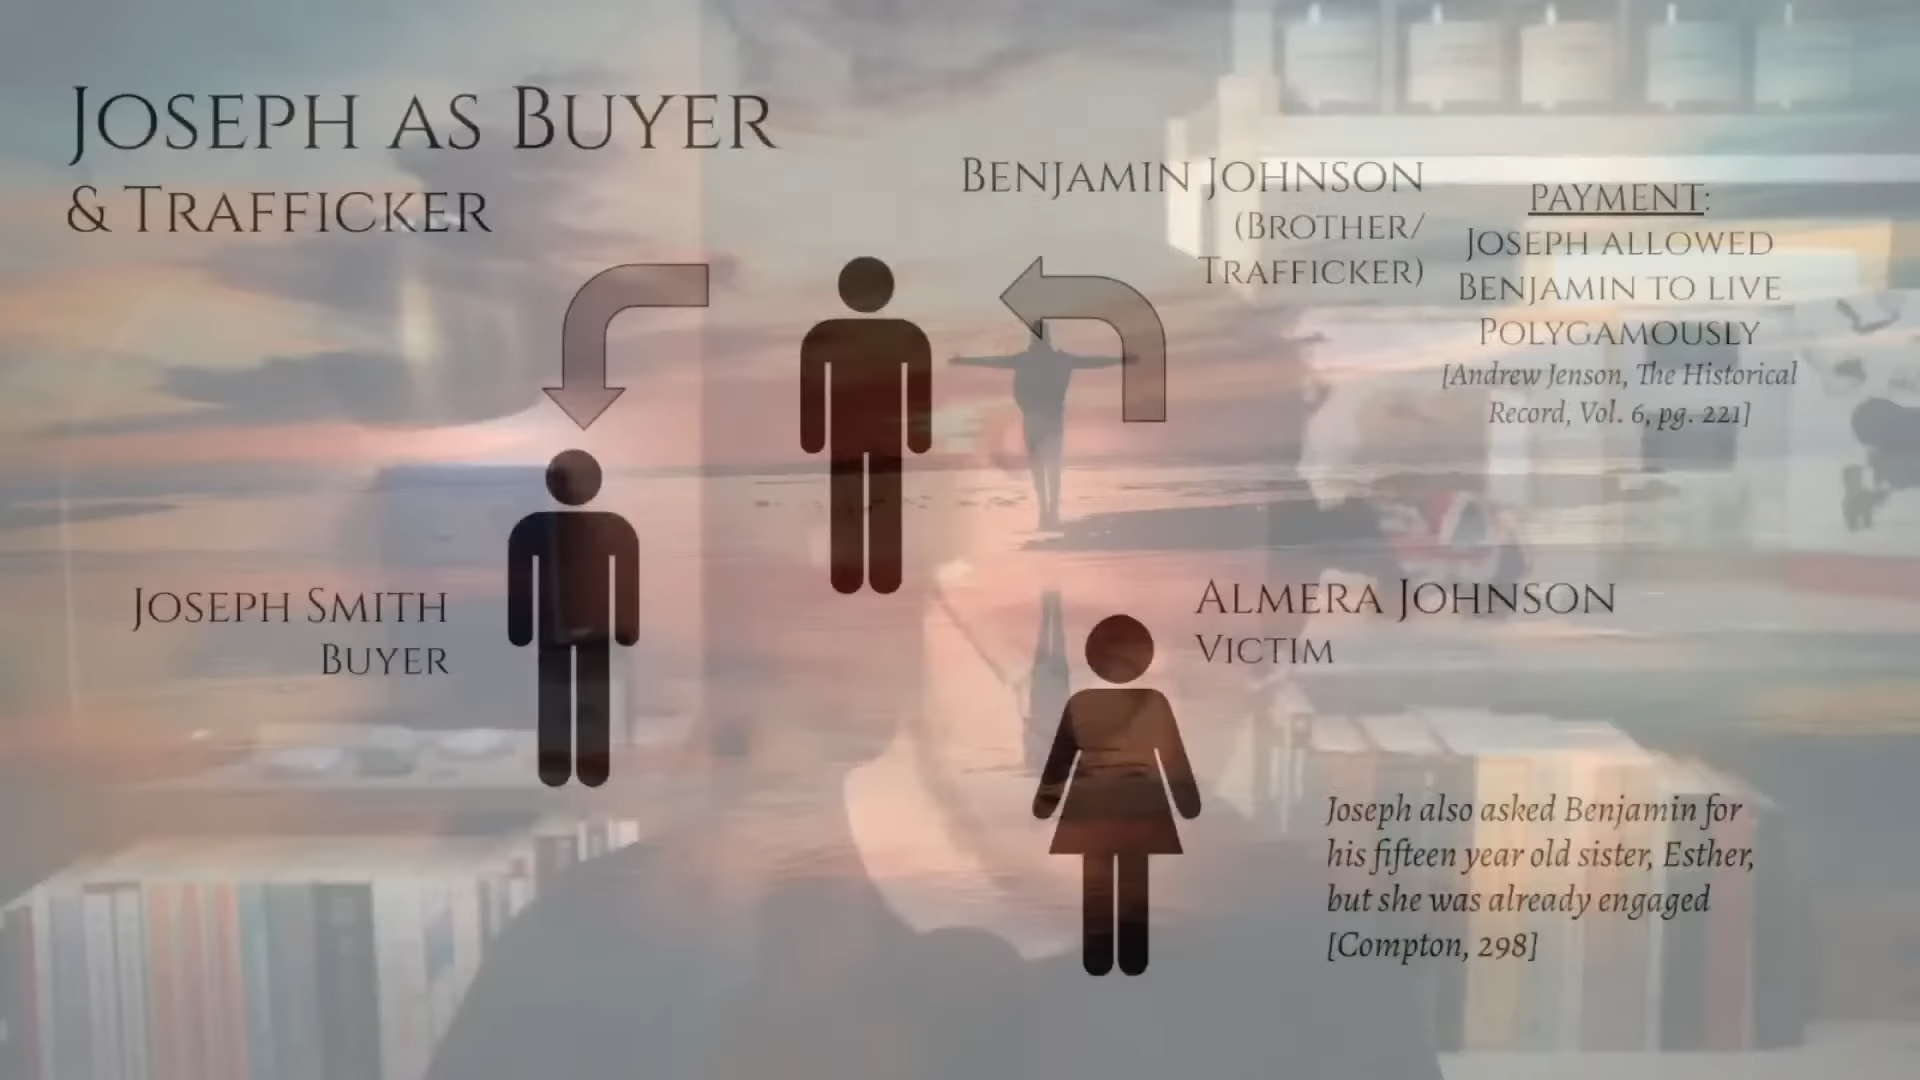 Joseph as Buyer
& Trafficker
Benjamin Johnson
(Brother/
Trafficker)
Payment:
Joseph allowed
Benjamin to live
Polygamously
[Andrew Jenson, The Historical
Record, Vol. 6, pg. 221]
Joseph Smith
Buyer
Almera Johnson
Victim
Joseph also asked Benjamin for
his fifteen year old sister, Esther,
but she was already engaged
[Compton, 298]